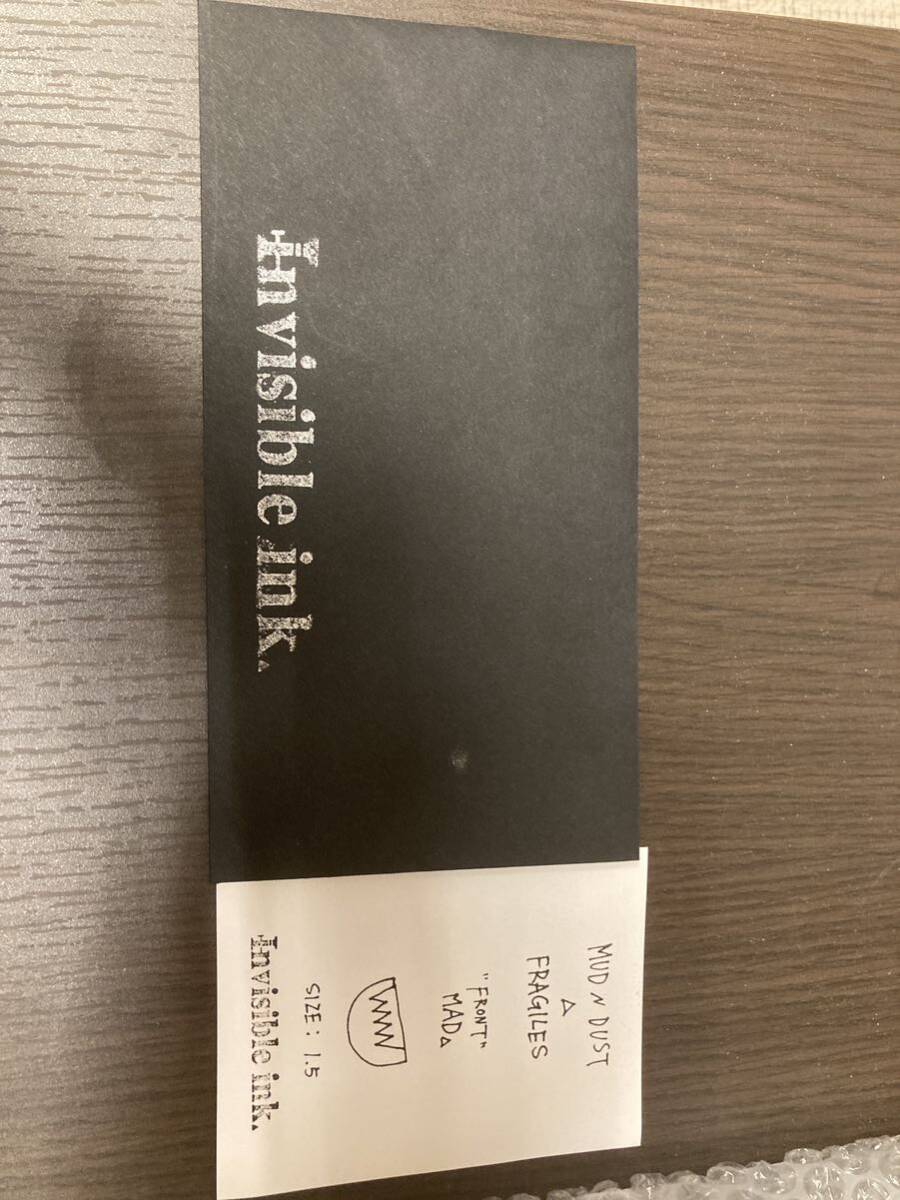 Invisible ink.
MUD N DUST
△
FRAGILES
"FRONT"
MAD△
SIZE: 1.5
Invisible ink.